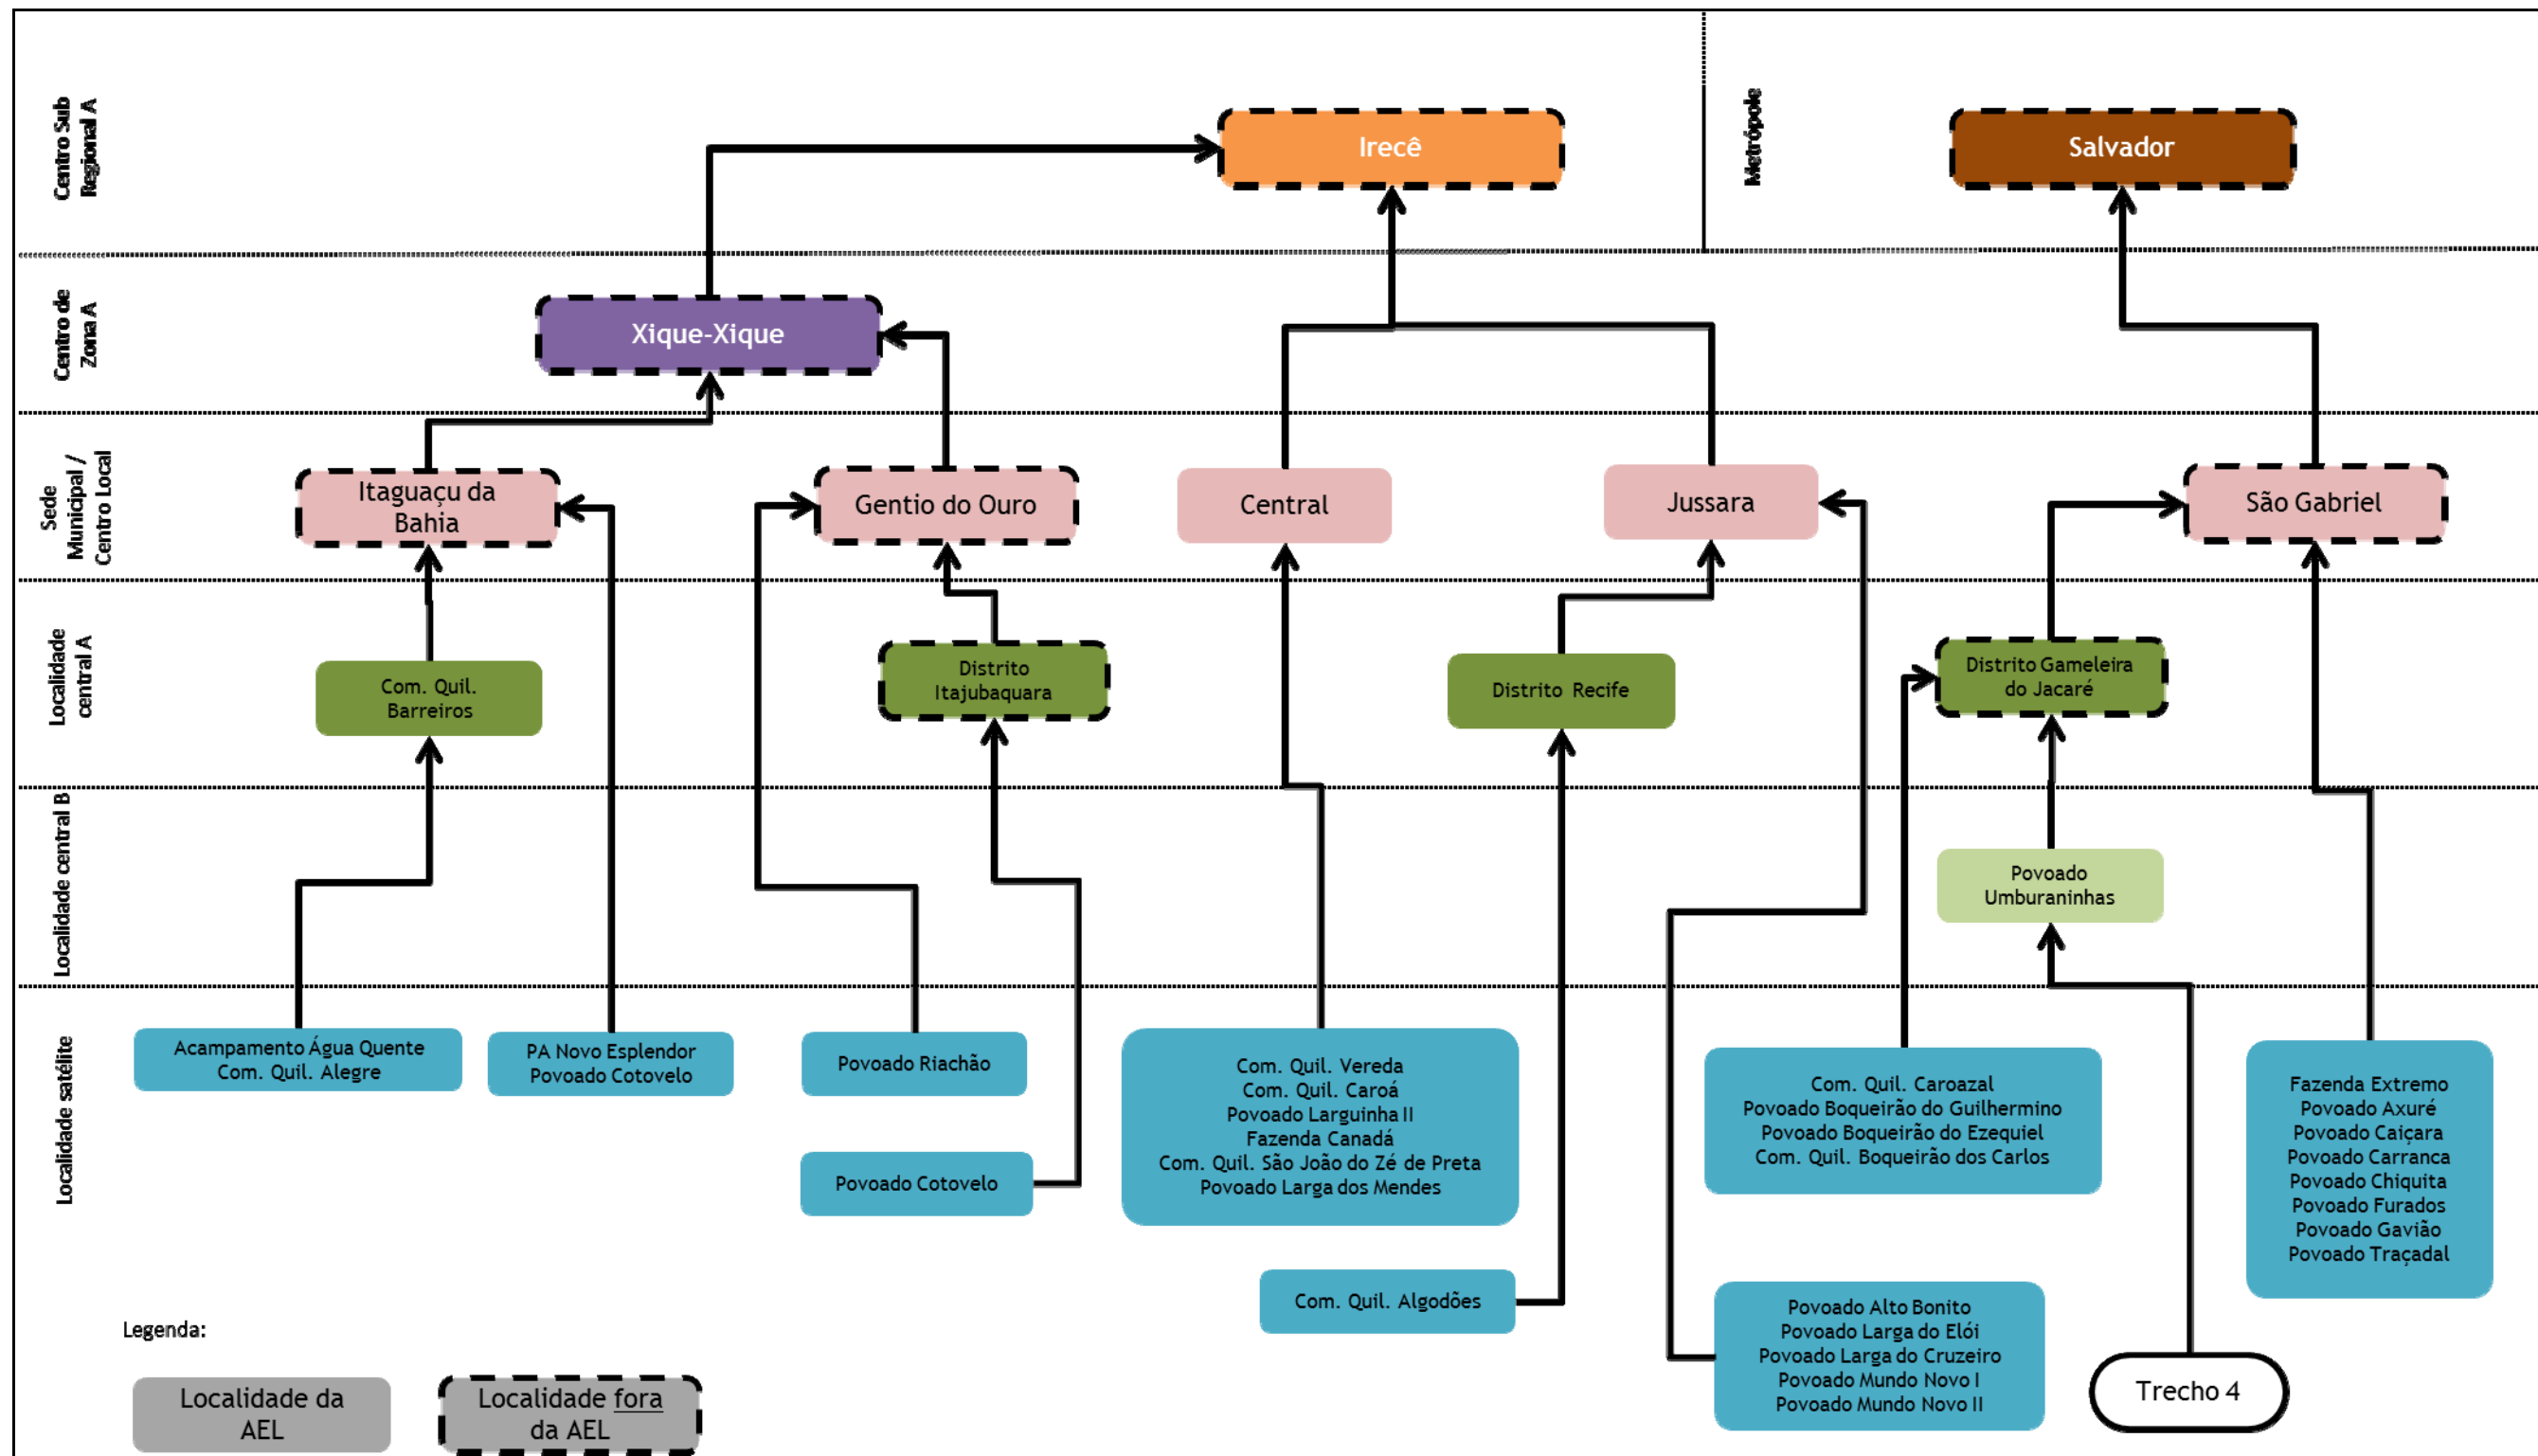 Centro Sub
Regional A
Irecê
Metrópole
Salvador
Centro de
Zona A
Xique-Xique
Sede
Municipal /
Centro Local
Itaguaçu da
Bahia
Gentio do Ouro
Central
Jussara
São Gabriel
Localidade
central A
Com. Quil.
Barreiros
Distrito
Itajubaquara
Distrito Recife
Distrito Gameleira
do Jacaré
Localidade central B
Povoado
Umburaninhas
Localidade satélite
Acampamento Água Quente
Com. Quil. Alegre
PA Novo Esplendor
Povoado Cotovelo
Povoado Riachão
Povoado Cotovelo
Com. Quil. Vereda
Com. Quil. Caroá
Povoado Larguinha II
Fazenda Canadá
Com. Quil. São João do Zé de Preta
Povoado Larga dos Mendes
Com. Quil. Algodões
Com. Quil. Caroazal
Povoado Boqueirão do Guilhermino
Povoado Boqueirão do Ezequiel
Com. Quil. Boqueirão dos Carlos
Povoado Alto Bonito
Povoado Larga do Elói
Povoado Larga do Cruzeiro
Povoado Mundo Novo I
Povoado Mundo Novo II
Fazenda Extremo
Povoado Axuré
Povoado Caiçara
Povoado Carranca
Povoado Chiquita
Povoado Furados
Povoado Gavião
Povoado Traçadal
Trecho 4
Legenda:
Localidade da
AEL
Localidade fora
da AEL